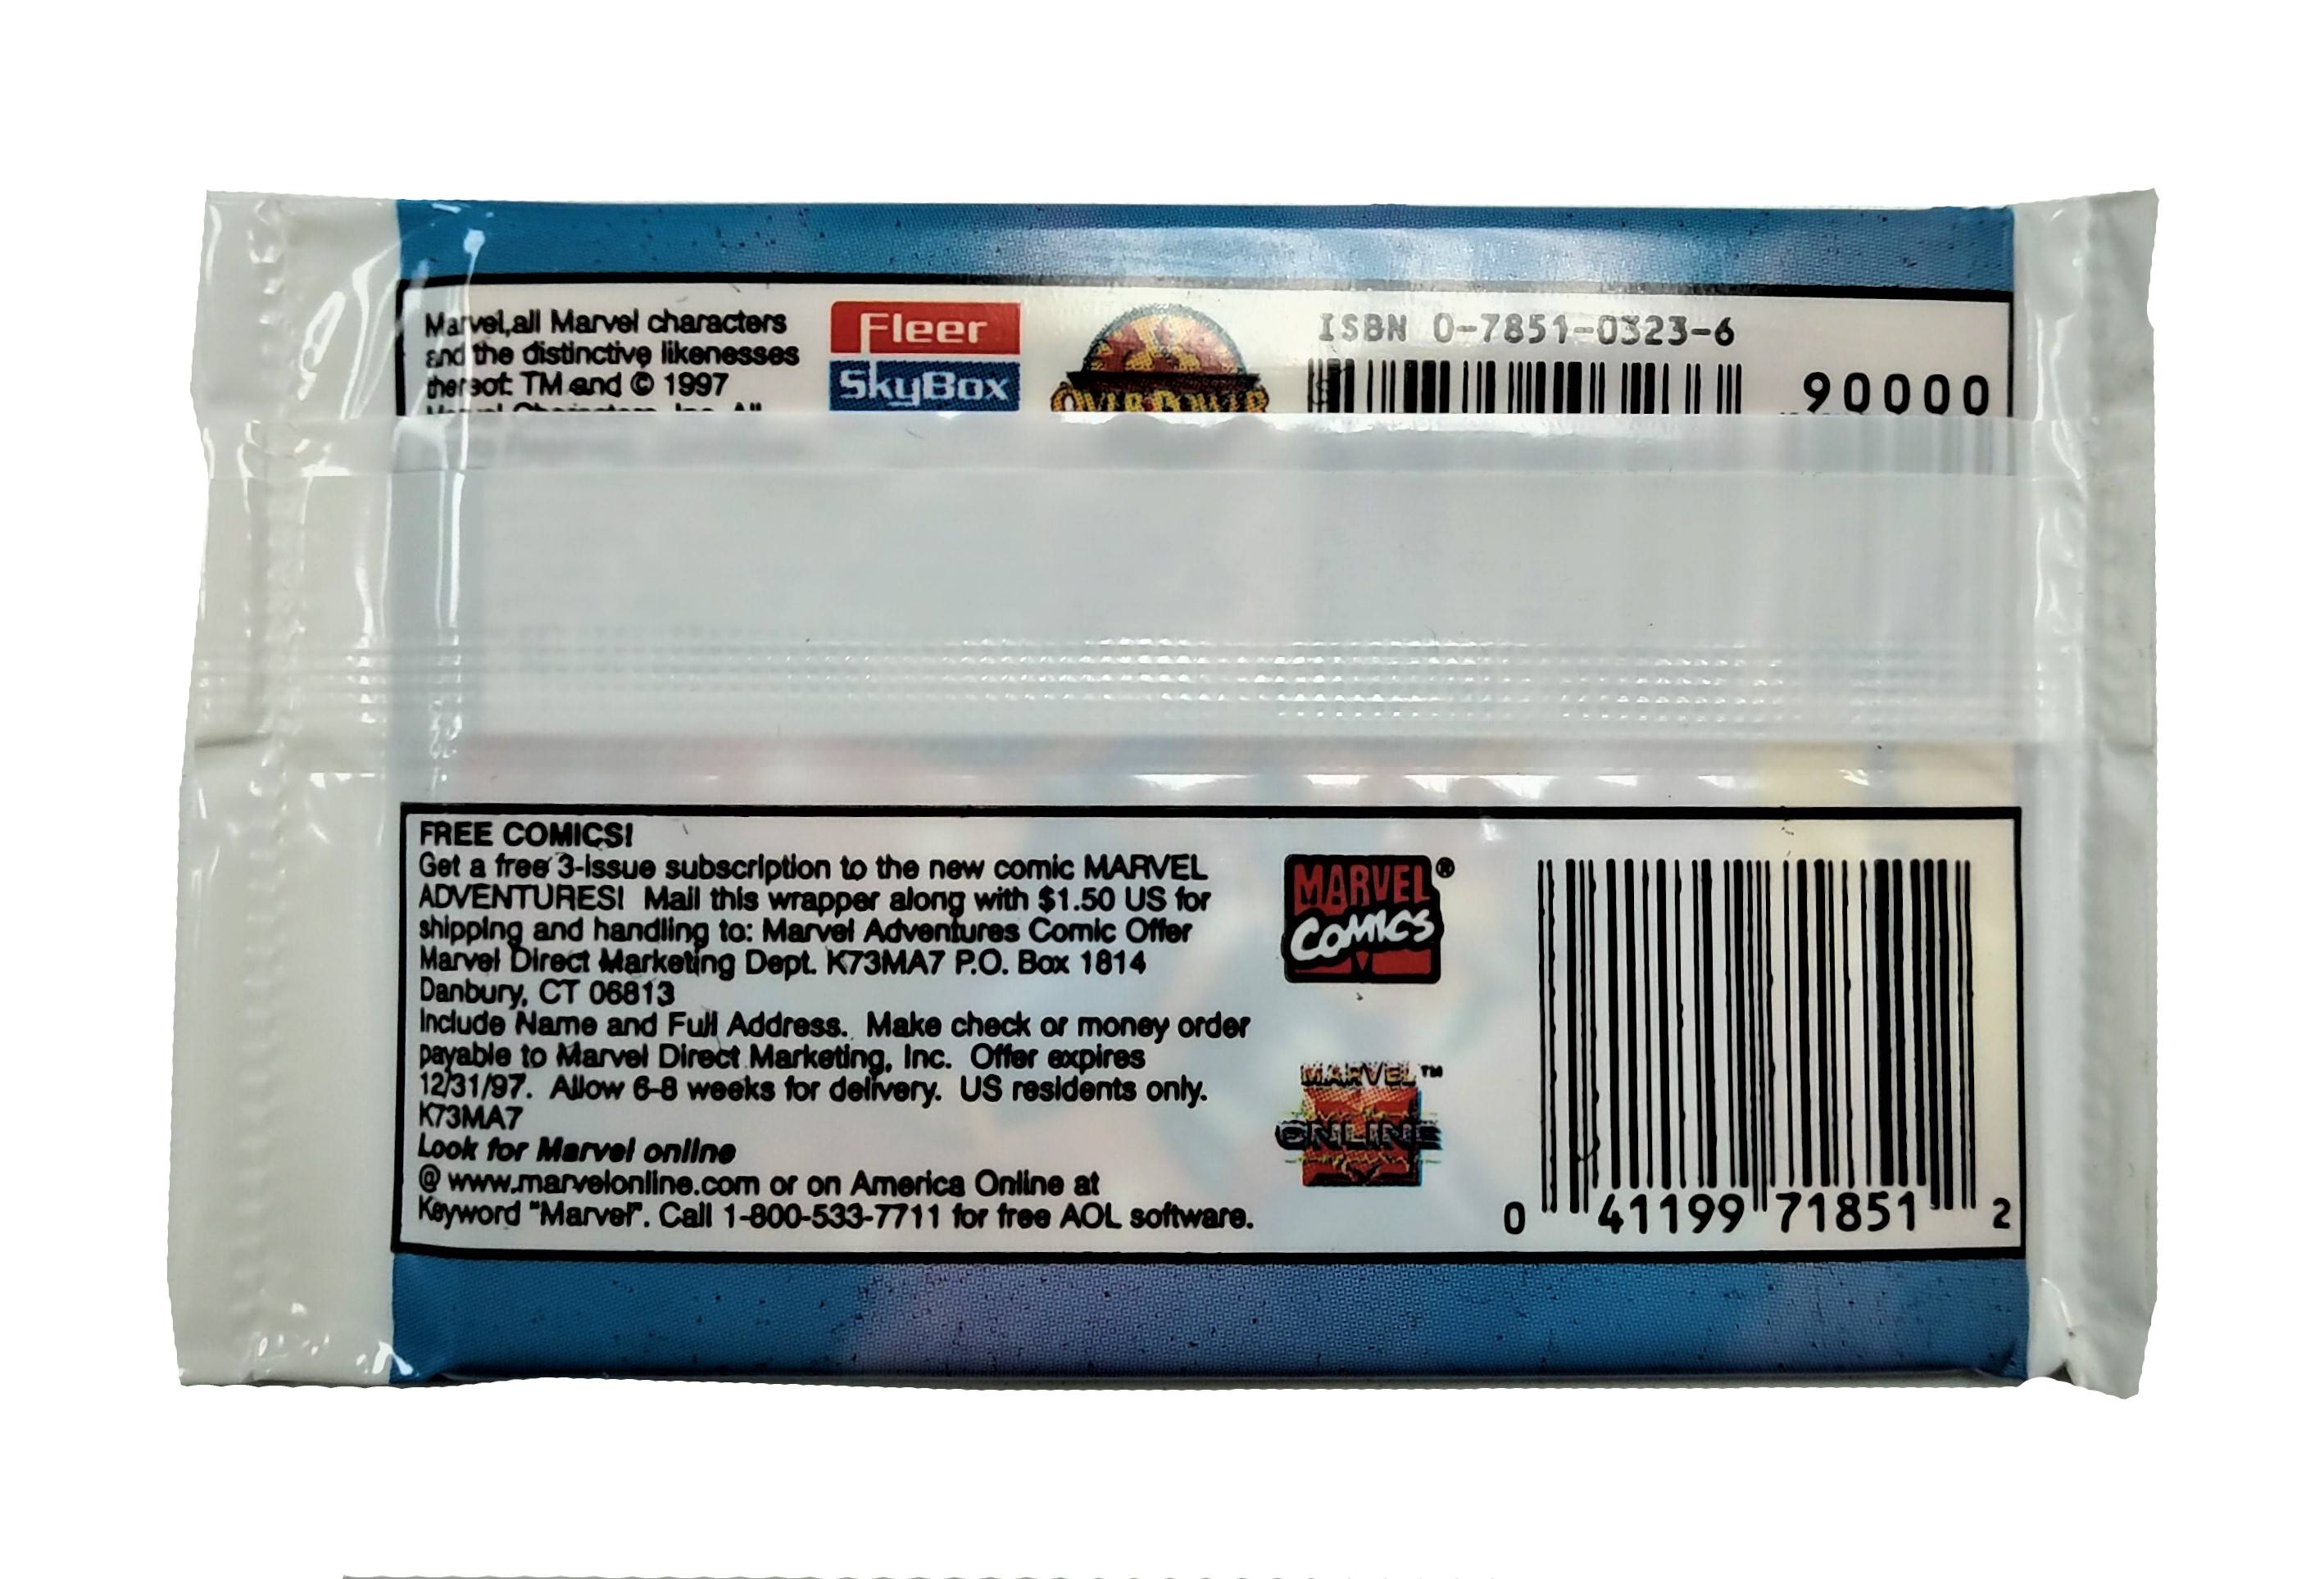 Marvel,all Marvel characters
and the distinctive likenesses
thereof: TM and © 1997
Fleer
SkyBox
OVERPOWER
ISBN 0-7851-0323-6
90000
FREE COMICS!
Get a free 3-issue subscription to the new comic MARVEL
ADVENTURES! Mail this wrapper along with $1.50 US for
shipping and handling to: Marvel Adventures Comic Offer
Marvel Direct Marketing Dept. K73MA7 P.O. Box 1814
Danbury, CT 06813
Include Name and Full Address. Make check or money order
payable to Marvel Direct Marketing, Inc. Offer expires
12/31/97. Allow 6-8 weeks for delivery. US residents only.
K73MA7
Look for Marvel online
@ www.marvelonline.com or on America Online at
Keyword "Marvel". Call 1-800-533-7711 for free AOL software.
MARVEL®
COMICS
MARVEL™
ONLINE
0 41199 71851 2